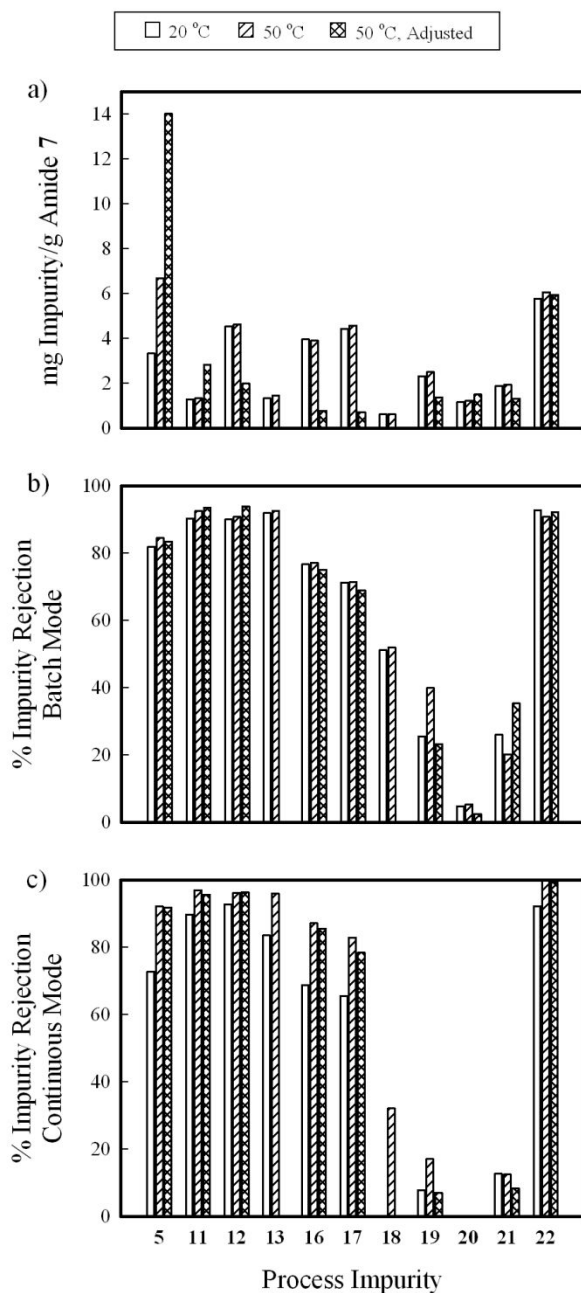 20 °C 50 °C 50 °C, Adjusted
a)
mg Impurity/g Amide 7
14
12
10
8
6
4
2
0
b)
% Impurity Rejection
Batch Mode
100
80
60
40
20
0
c)
% Impurity Rejection
Continuous Mode
100
80
60
40
20
0
5 11 12 13 16 17 18 19 20 21 22
Process Impurity